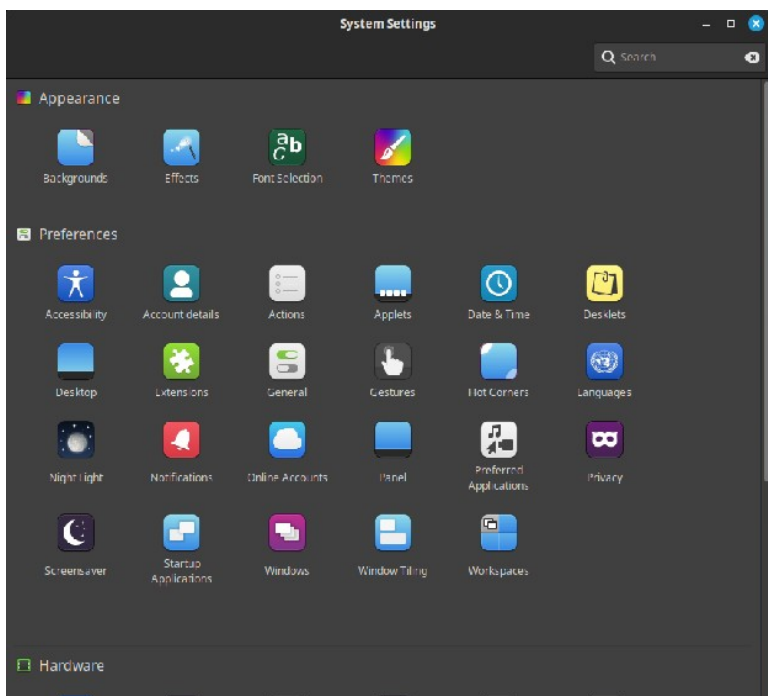 System Settings
Search
Appearance
Backgrounds
Effects
Font Selection
Themes
Preferences
Accessibility
Account details
Actions
Applets
Date & Time
Desklets
Desktop
Extensions
General
Gestures
Hot Corners
Languages
Night Light
Notifications
Online Accounts
Panel
Preferred
Applications
Privacy
Screensaver
Startup
Applications
Windows
Window Tiling
Workspaces
Hardware